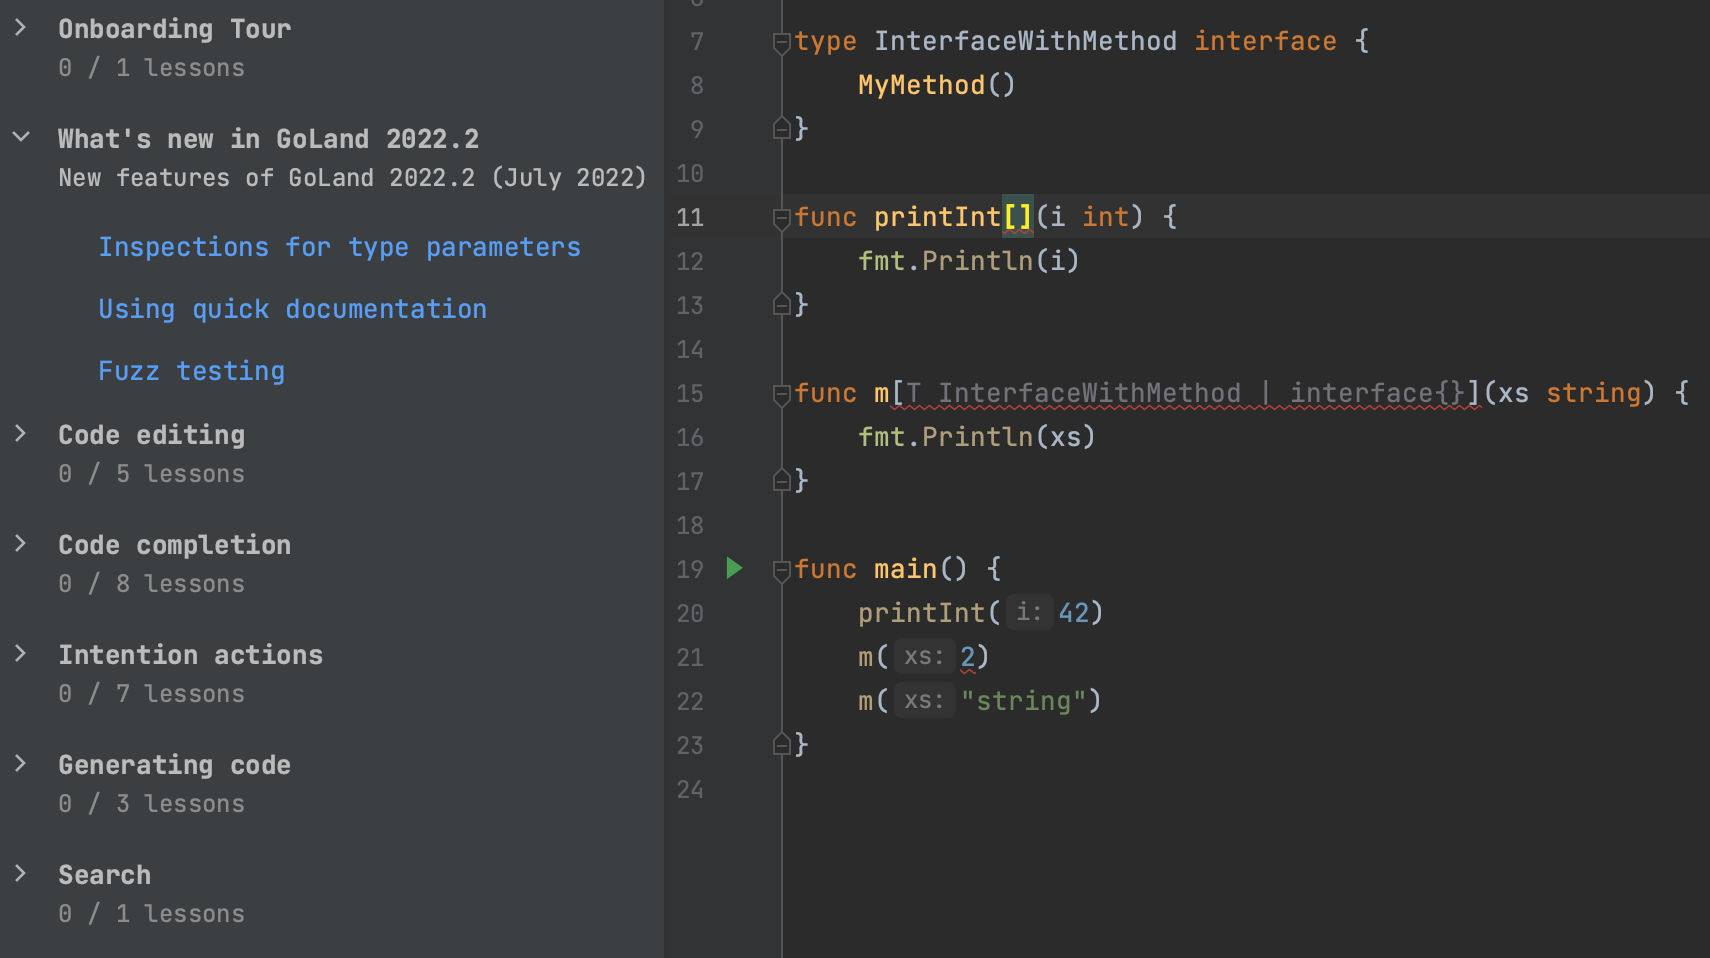 Onboarding Tour
0 / 1 lessons
What's new in GoLand 2022.2
New features of GoLand 2022.2 (July 2022)
Inspections for type parameters
Using quick documentation
Fuzz testing
Code editing
0 / 5 lessons
Code completion
0 / 8 lessons
Intention actions
0 / 7 lessons
Generating code
0 / 3 lessons
Search
0 / 1 lessons
7 type InterfaceWithMethod interface {
8 MyMethod()
9 }
10
11 func printInt[](i int) {
12 fmt.Println(i)
13 }
14
15 func m[T InterfaceWithMethod | interface{}](xs string) {
16 fmt.Println(xs)
17 }
18
19 func main() {
20 printInt( i: 42)
21 m( xs: 2)
22 m( xs: "string")
23 }
24